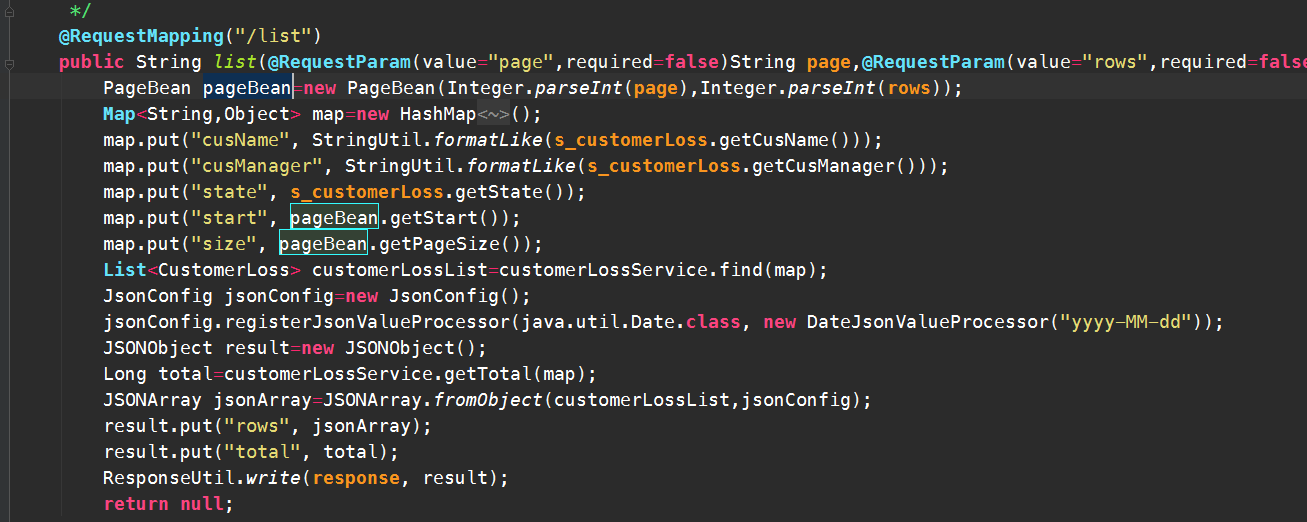 */
@RequestMapping("/list")
public String list(@RequestParam(value="page",required=false)String page,@RequestParam(value="rows",required=false
PageBean pageBean=new PageBean(Integer.parseInt(page),Integer.parseInt(rows));
Map<String,Object> map=new HashMap<~>();
map.put("cusName", StringUtil.formatLike(s_customerLoss.getCusName()));
map.put("cusManager", StringUtil.formatLike(s_customerLoss.getCusManager()));
map.put("state", s_customerLoss.getState());
map.put("start", pageBean.getStart());
map.put("size", pageBean.getPageSize());
List<CustomerLoss> customerLossList=customerLossService.find(map);
JsonConfig jsonConfig=new JsonConfig();
jsonConfig.registerJsonValueProcessor(java.util.Date.class, new DateJsonValueProcessor("yyyy-MM-dd"));
JSONObject result=new JSONObject();
Long total=customerLossService.getTotal(map);
JSONArray jsonArray=JSONArray.fromObject(customerLossList,jsonConfig);
result.put("rows", jsonArray);
result.put("total", total);
ResponseUtil.write(response, result);
return null;